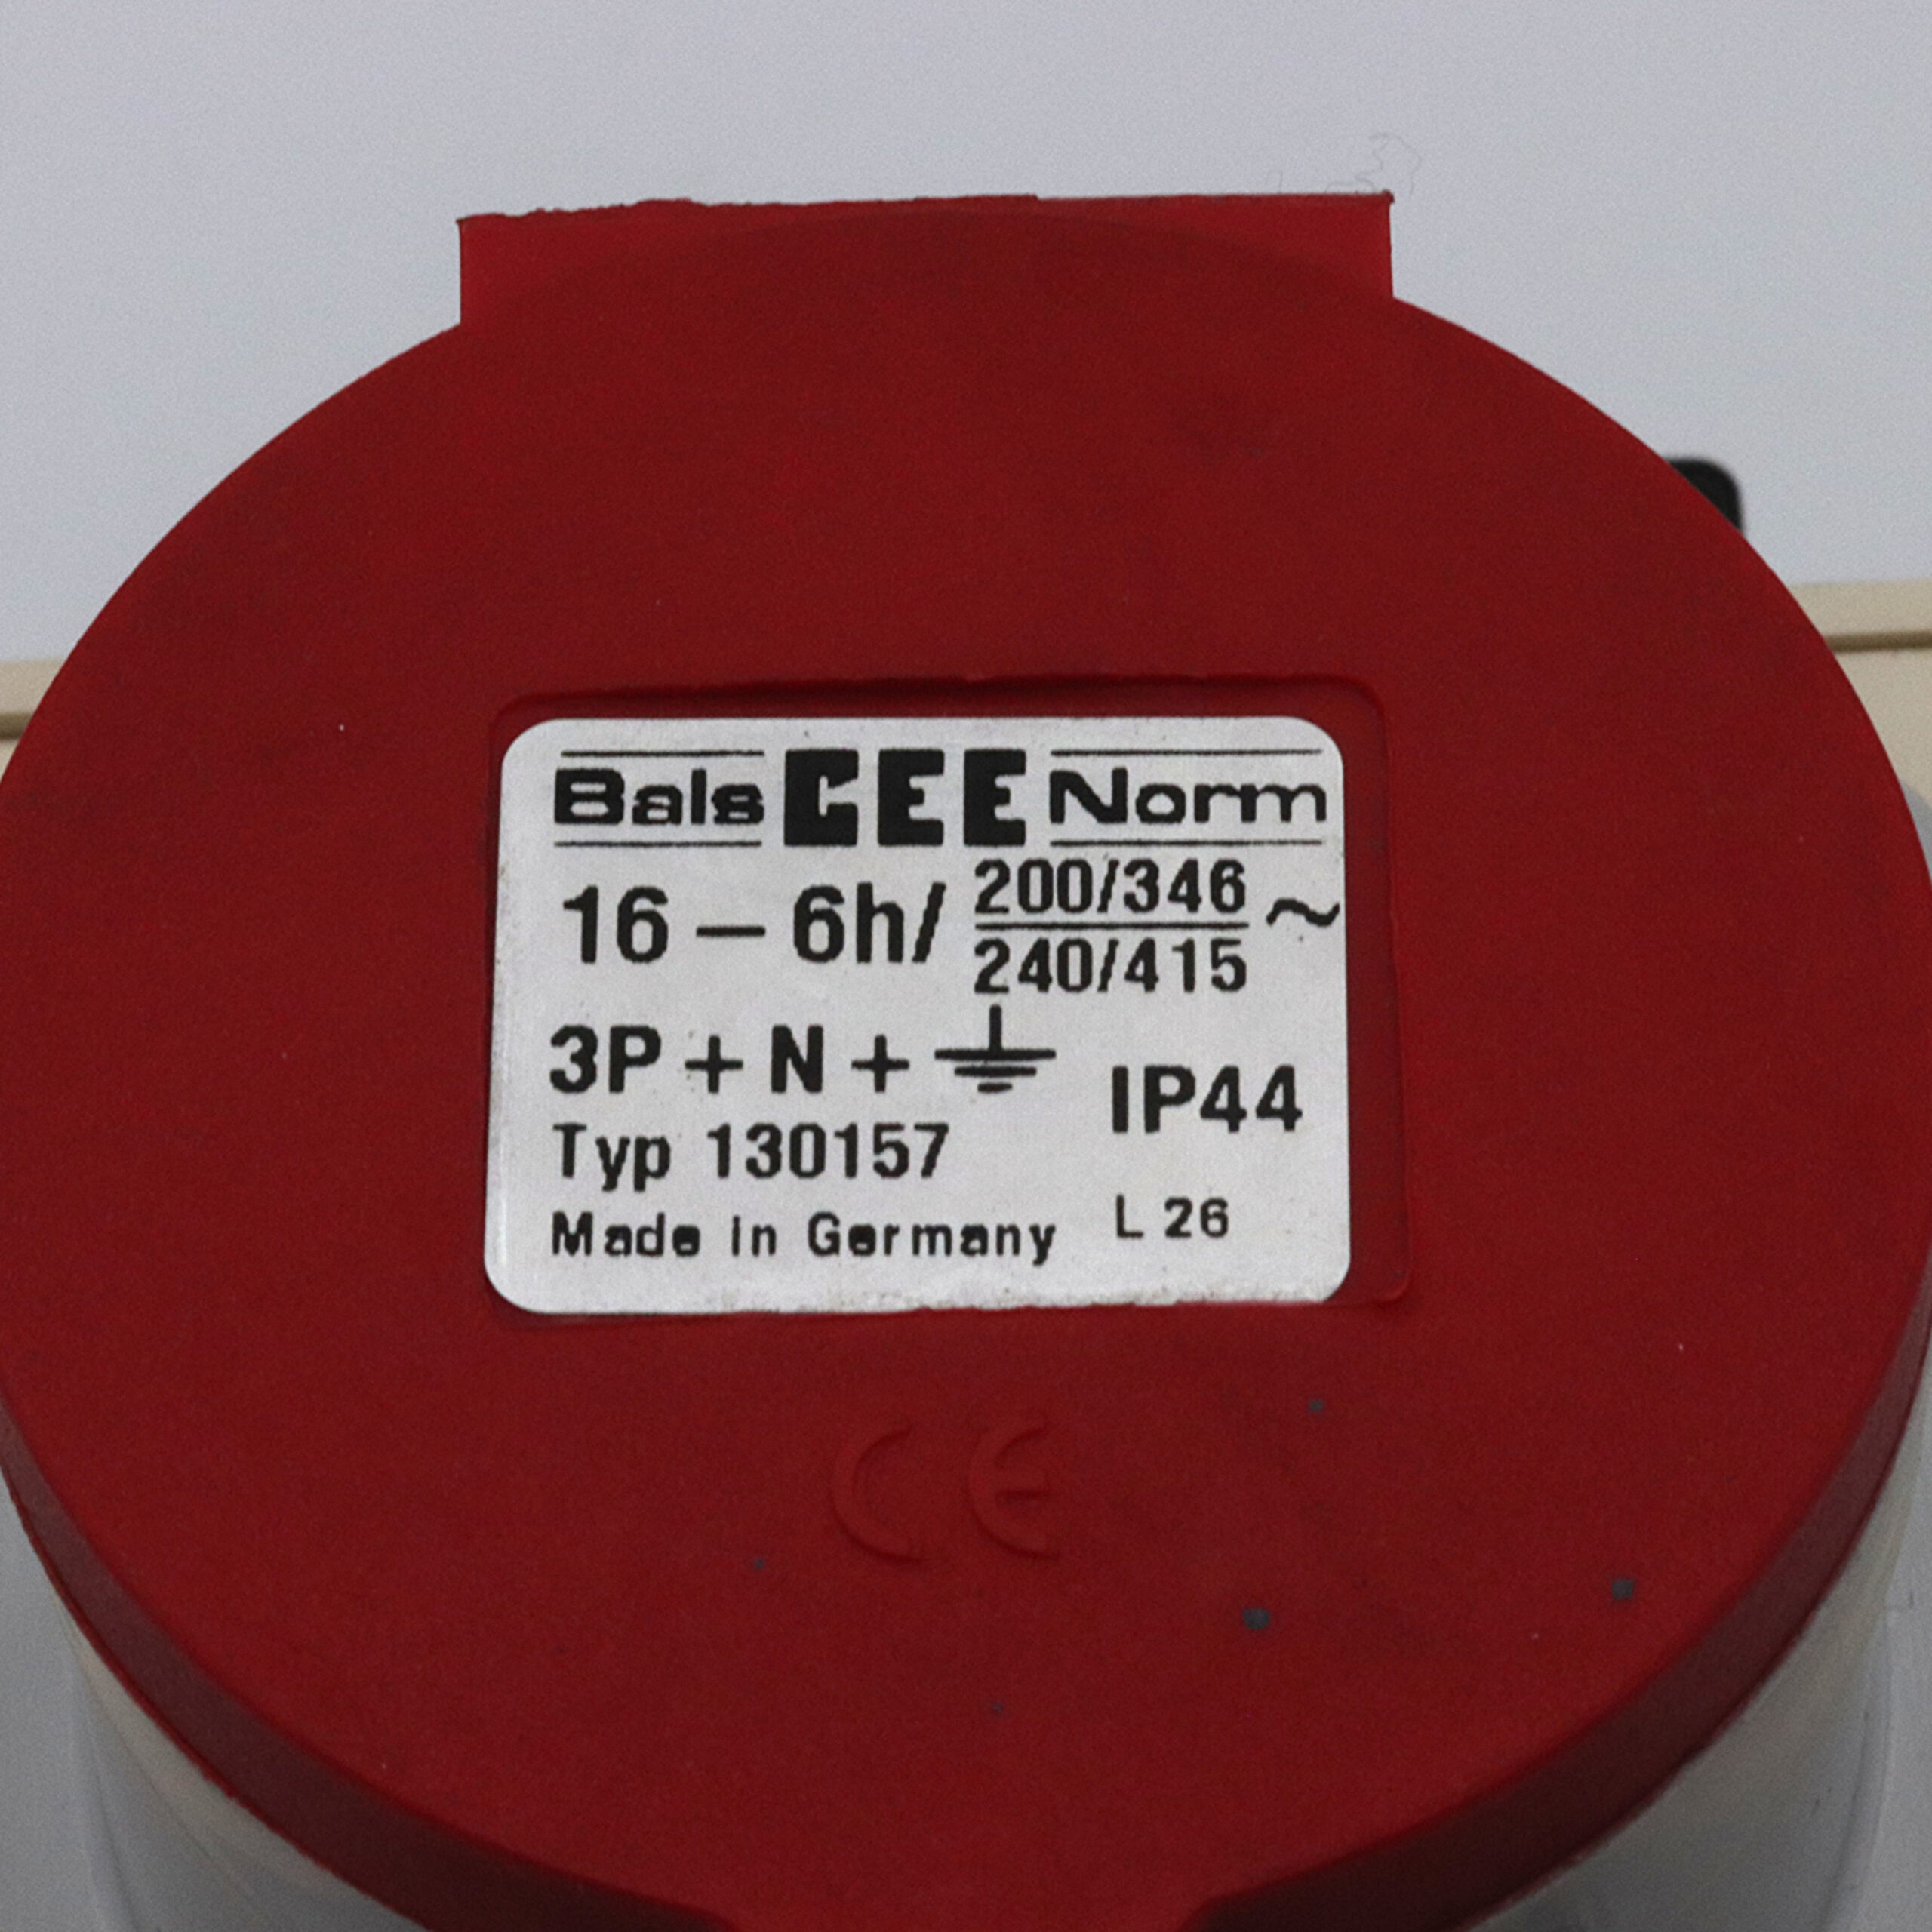 Bals CEE Norm
16 – 6h/ 200/346 ~
240/415
3P + N + ⏚ IP44
Typ 130157
Made in Germany L 26
CE